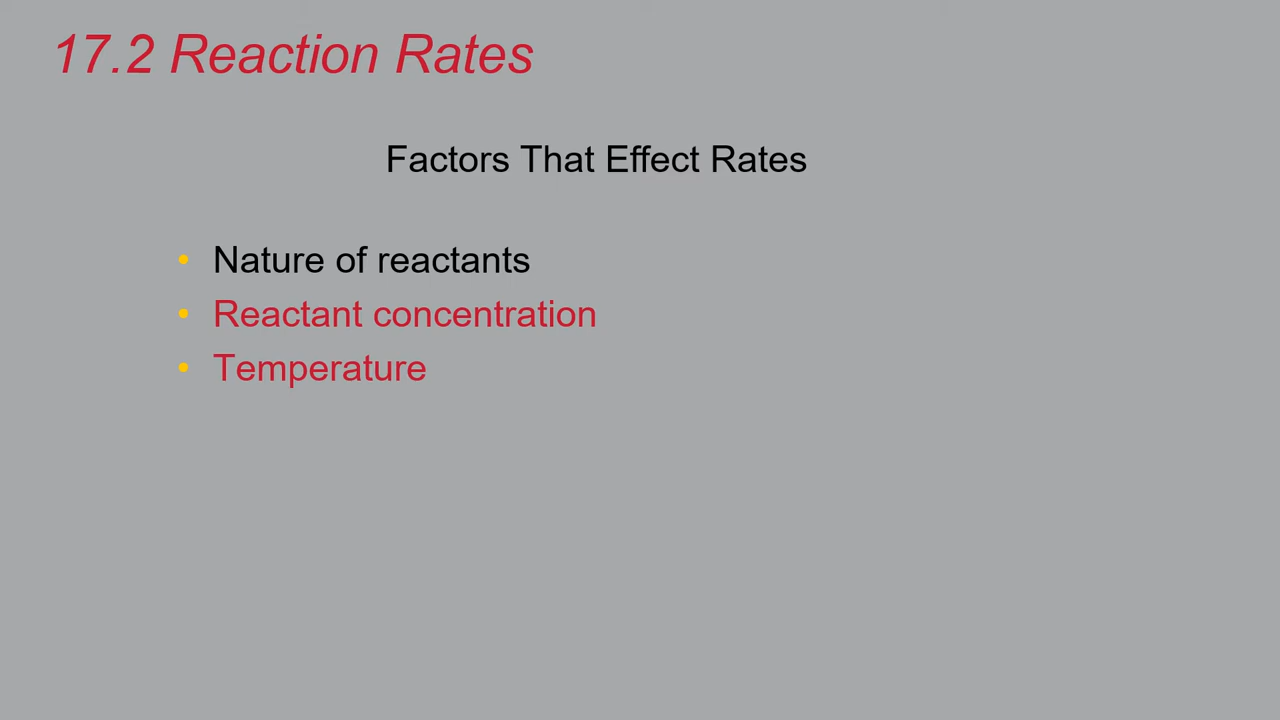 17.2 Reaction Rates
Factors That Effect Rates
• Nature of reactants
• Reactant concentration
• Temperature